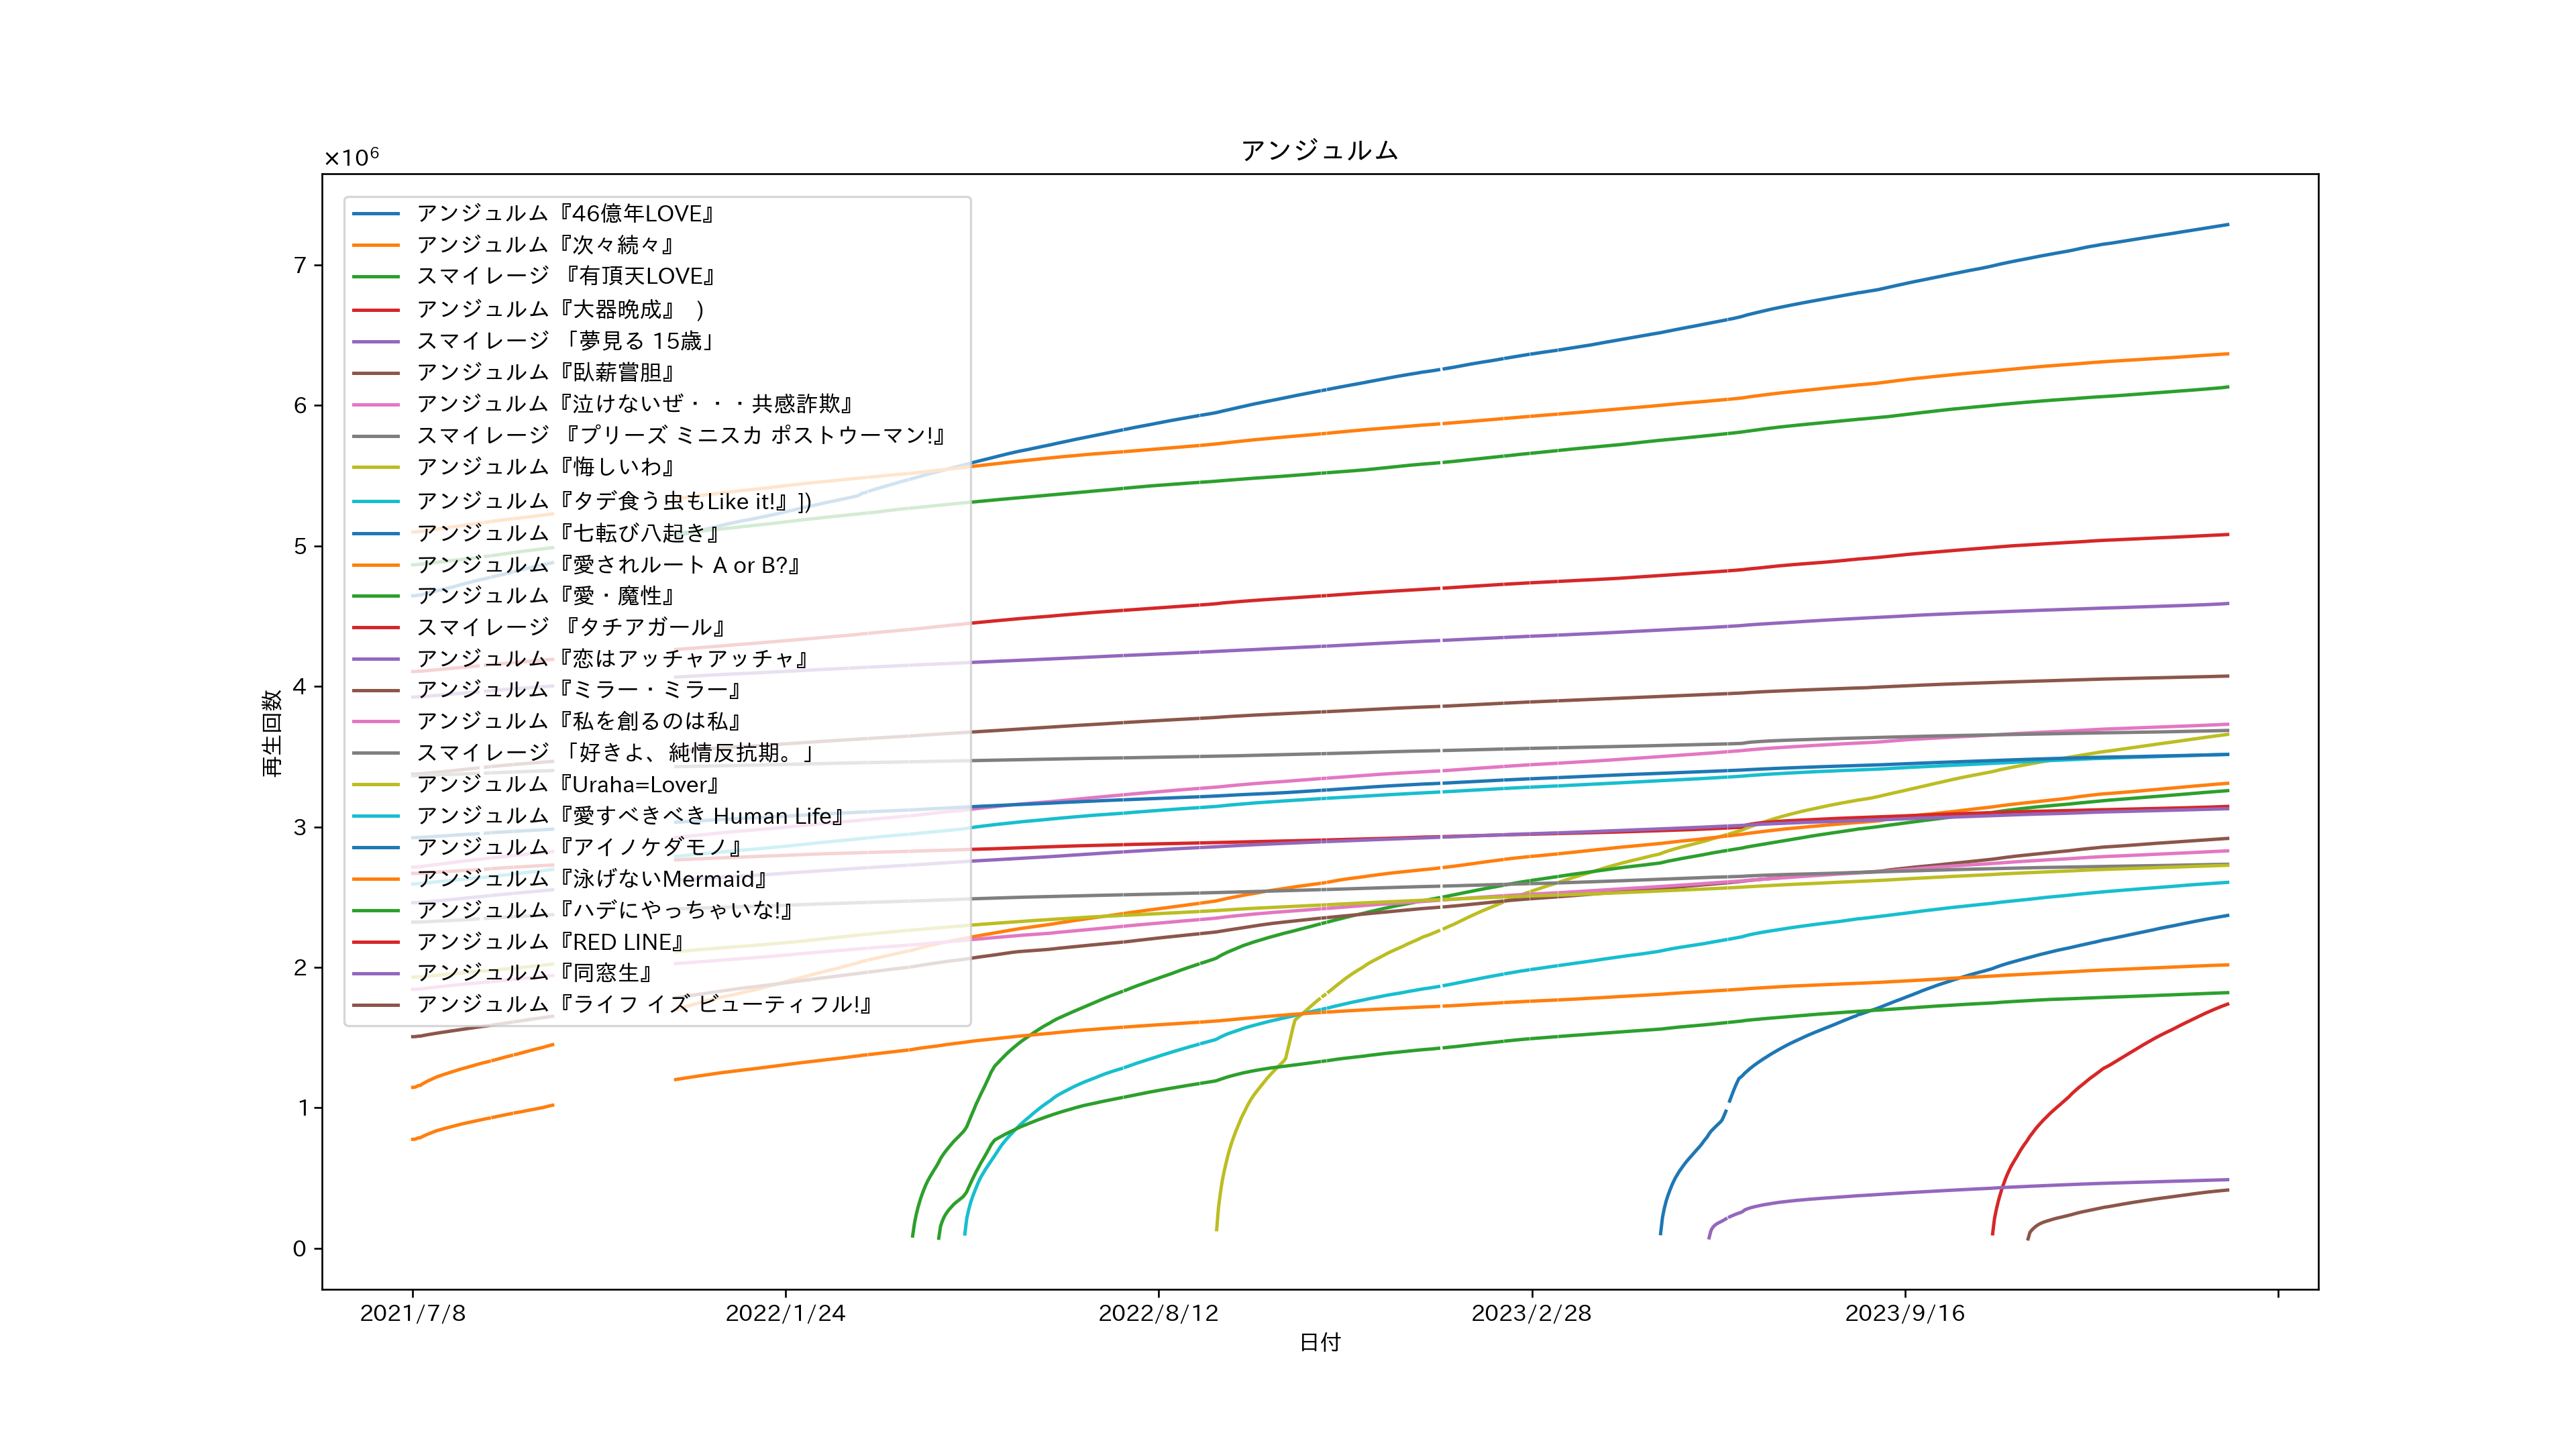 アンジュルム
×10⁶
アンジュルム『46億年LOVE』
アンジュルム『次々続々』
スマイレージ 『有頂天LOVE』
アンジュルム『大器晩成』 )
スマイレージ 「夢見る 15歳」
アンジュルム『臥薪嘗胆』
アンジュルム『泣けないぜ・・・共感詐欺』
スマイレージ 『プリーズ ミニスカ ポストウーマン!』
アンジュルム『悔しいわ』
アンジュルム『タデ食う虫もLike it!』])
アンジュルム『七転び八起き』
アンジュルム『愛されルート A or B?』
アンジュルム『愛・魔性』
スマイレージ 『タチアガール』
アンジュルム『恋はアッチャアッチャ』
アンジュルム『ミラー・ミラー』
アンジュルム『私を創るのは私』
スマイレージ 「好きよ、純情反抗期。」
アンジュルム『Uraha=Lover』
アンジュルム『愛すべきべき Human Life』
アンジュルム『アイノケダモノ』
アンジュルム『泳げないMermaid』
アンジュルム『ハデにやっちゃいな!』
アンジュルム『RED LINE』
アンジュルム『同窓生』
アンジュルム『ライフ イズ ビューティフル!』
7
6
5
4
3
2
1
0
再生回数
2021/7/8 2022/1/24 2022/8/12 2023/2/28 2023/9/16
日付